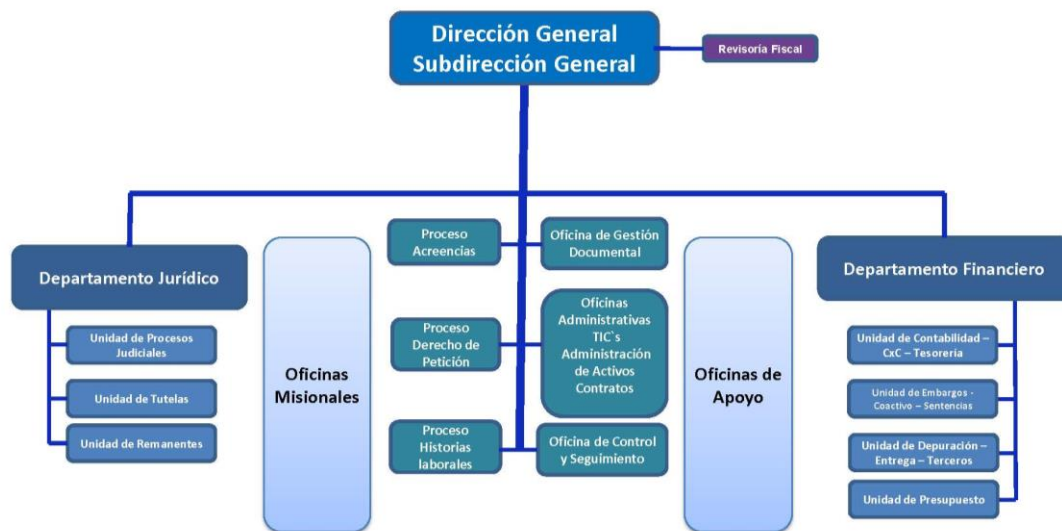 Dirección General
Subdirección General
Revisoría Fiscal
Departamento Jurídico
Unidad de Procesos
Judiciales
Unidad de Tutelas
Unidad de Remanentes
Oficinas
Misionales
Proceso
Acreencias
Oficina de Gestión
Documental
Proceso
Derecho de
Petición
Oficinas
Administrativas
TIC`s
Administración
de Activos
Contratos
Proceso
Historias
laborales
Oficina de Control
y Seguimiento
Oficinas de
Apoyo
Departamento Financiero
Unidad de Contabilidad –
CxC – Tesorería
Unidad de Embargos -
Coactivo – Sentencias
Unidad de Depuración –
Entrega – Terceros
Unidad de Presupuesto